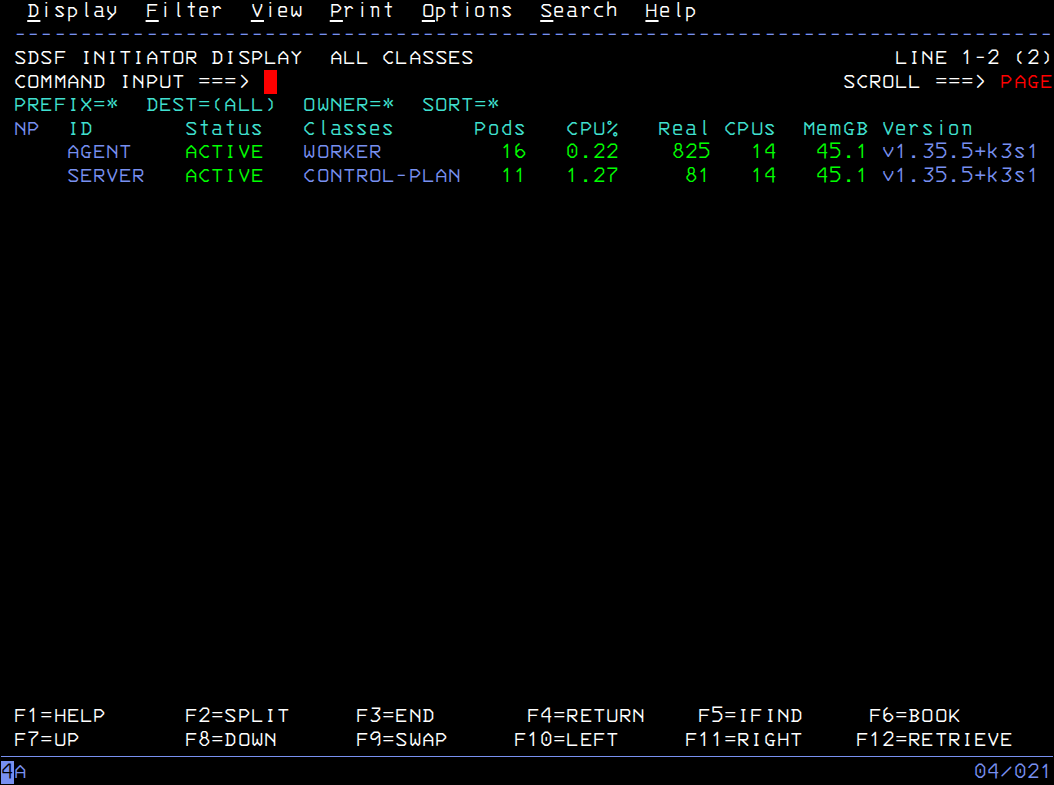 Display Filter View Print Options Search Help
SDSF INITIATOR DISPLAY ALL CLASSES LINE 1-2 (2)
COMMAND INPUT ===> SCROLL ===> PAGE
PREFIX=* DEST=(ALL) OWNER=* SORT=*
NP ID Status Classes Pods CPU% Real CPUs MemGB Version
AGENT ACTIVE WORKER 16 0.22 825 14 45.1 v1.35.5+k3s1
SERVER ACTIVE CONTROL-PLAN 11 1.27 81 14 45.1 v1.35.5+k3s1
F1=HELP F2=SPLIT F3=END F4=RETURN F5=IFIND F6=BOOK
F7=UP F8=DOWN F9=SWAP F10=LEFT F11=RIGHT F12=RETRIEVE
4A 04/021